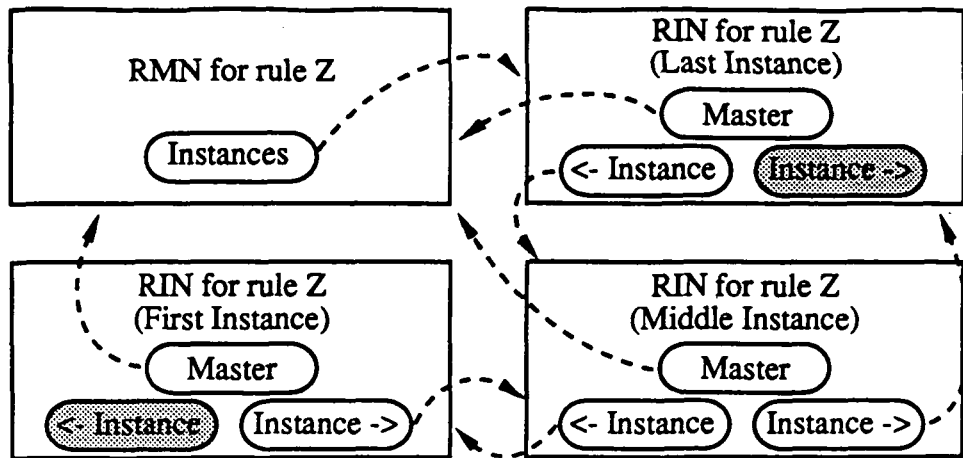 RMN for rule Z
Instances
RIN for rule Z
(Last Instance)
Master
<- Instance
Instance ->
RIN for rule Z
(First Instance)
Master
<- Instance
Instance ->
RIN for rule Z
(Middle Instance)
Master
<- Instance
Instance ->